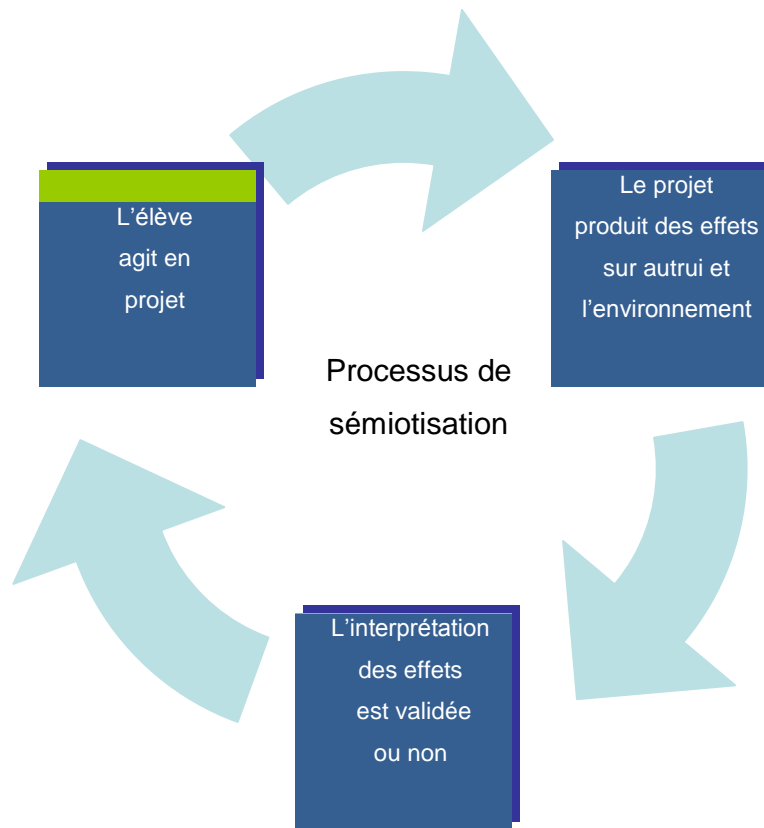 L’élève
agit en
projet
Le projet
produit des effets
sur autrui et
l’environnement
Processus de
sémiotisation
L’interprétation
des effets
est validée
ou non